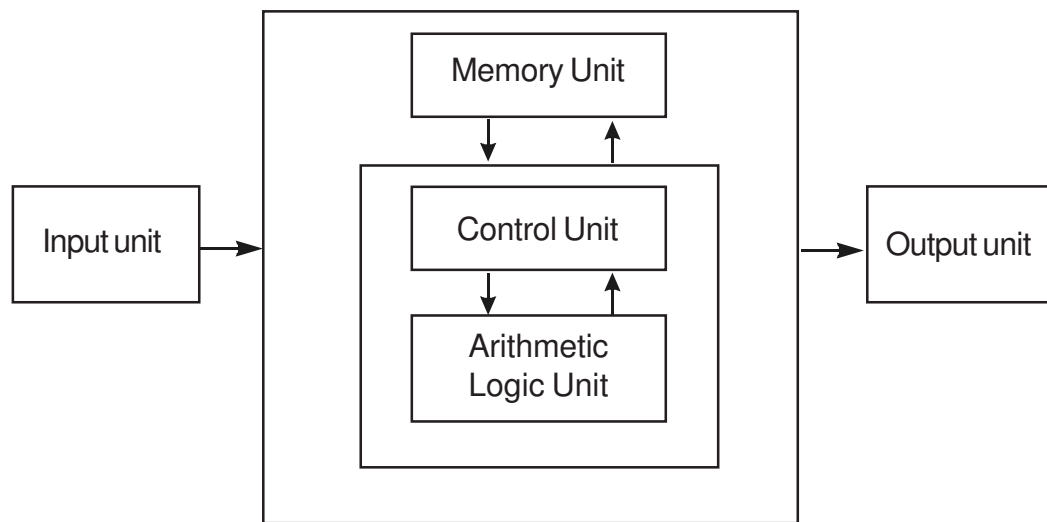 Memory Unit
Input unit
Control Unit
Output unit
Arithmetic
Logic Unit